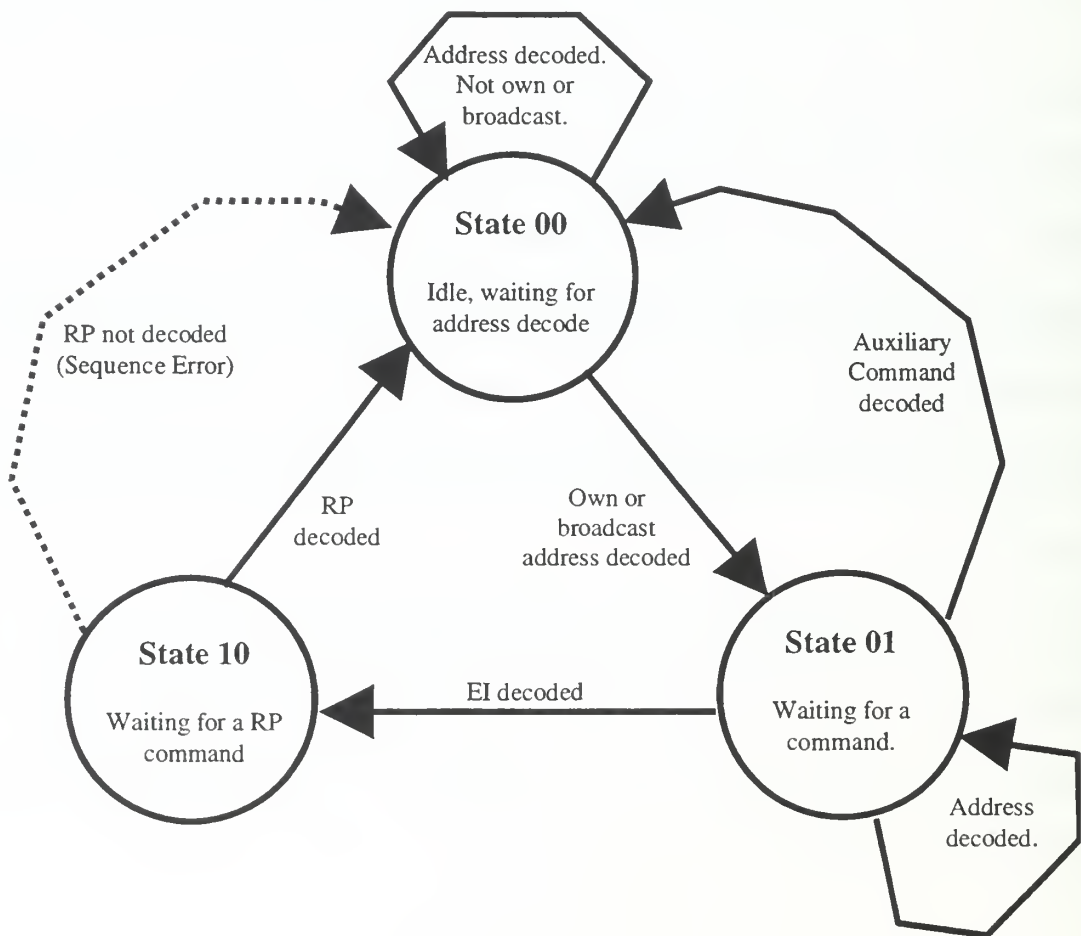 Address decoded.
Not own or
broadcast.
State 00
Idle, waiting for
address decode
RP not decoded
(Sequence Error)
Auxiliary
Command
decoded
RP
decoded
Own or
broadcast
address decoded
State 10
Waiting for a RP
command
EI decoded
State 01
Waiting for a
command.
Address
decoded.